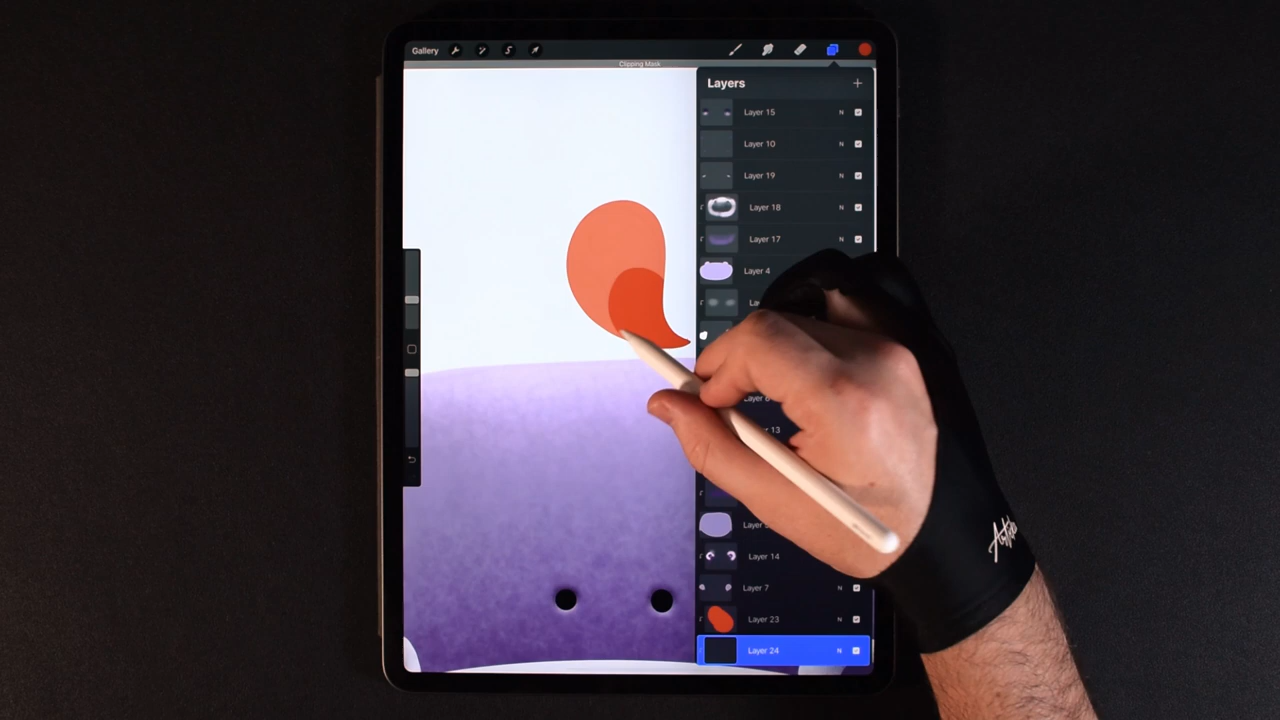 Gallery
Clipping Mask
Layers
Layer 15 N
Layer 10 N
Layer 19 N
Layer 18 N
Layer 17 N
Layer 4
Layer 14
Layer 7 N
Layer 23 N
Layer 24 N